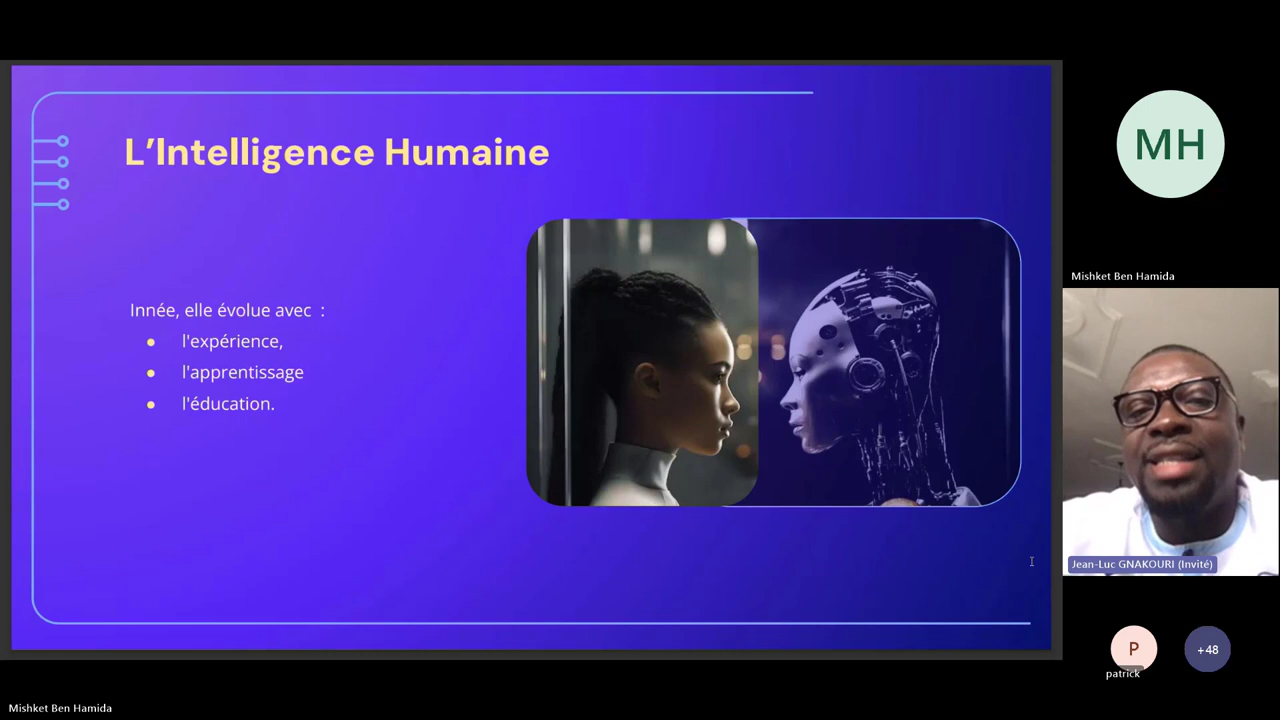 L’Intelligence Humaine
Innée, elle évolue avec :
● l'expérience,
● l'apprentissage
● l'éducation.
MH
Mishket Ben Hamida
Jean-Luc GNAKOURI (Invité)
P
+48
patrick
Mishket Ben Hamida